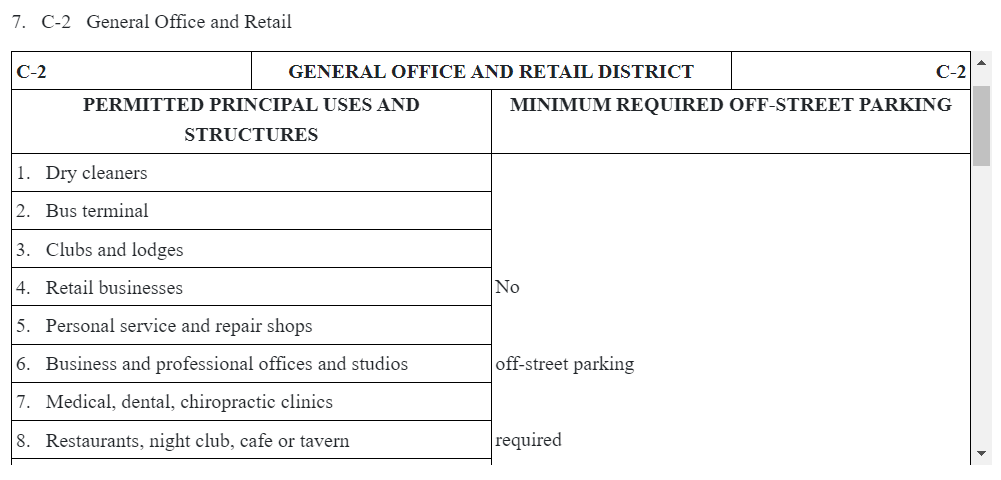 7. C-2 General Office and Retail
C-2 GENERAL OFFICE AND RETAIL DISTRICT C-2
PERMITTED PRINCIPAL USES AND STRUCTURES MINIMUM REQUIRED OFF-STREET PARKING
1. Dry cleaners
2. Bus terminal
3. Clubs and lodges
4. Retail businesses No
5. Personal service and repair shops
6. Business and professional offices and studios off-street parking
7. Medical, dental, chiropractic clinics
8. Restaurants, night club, cafe or tavern required